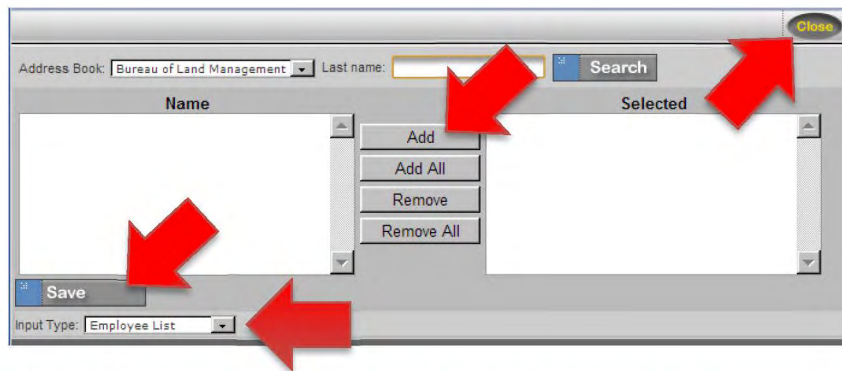 Close
Address Book: Bureau of Land Management Last name: Search
Name Selected
Add
Add All
Remove
Remove All
Save
Input Type: Employee List